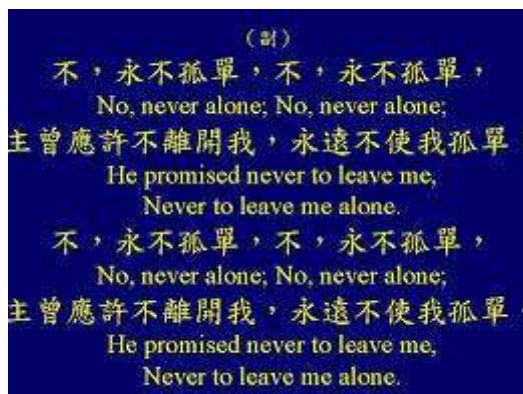 （副）
不，永不孤單，不，永不孤單，
No, never alone; No, never alone;
主曾應許不離開我，永遠不使我孤單
He promised never to leave me,
Never to leave me alone.
不，永不孤單，不，永不孤單，
No, never alone; No, never alone;
主曾應許不離開我，永遠不使我孤單
He promised never to leave me,
Never to leave me alone.